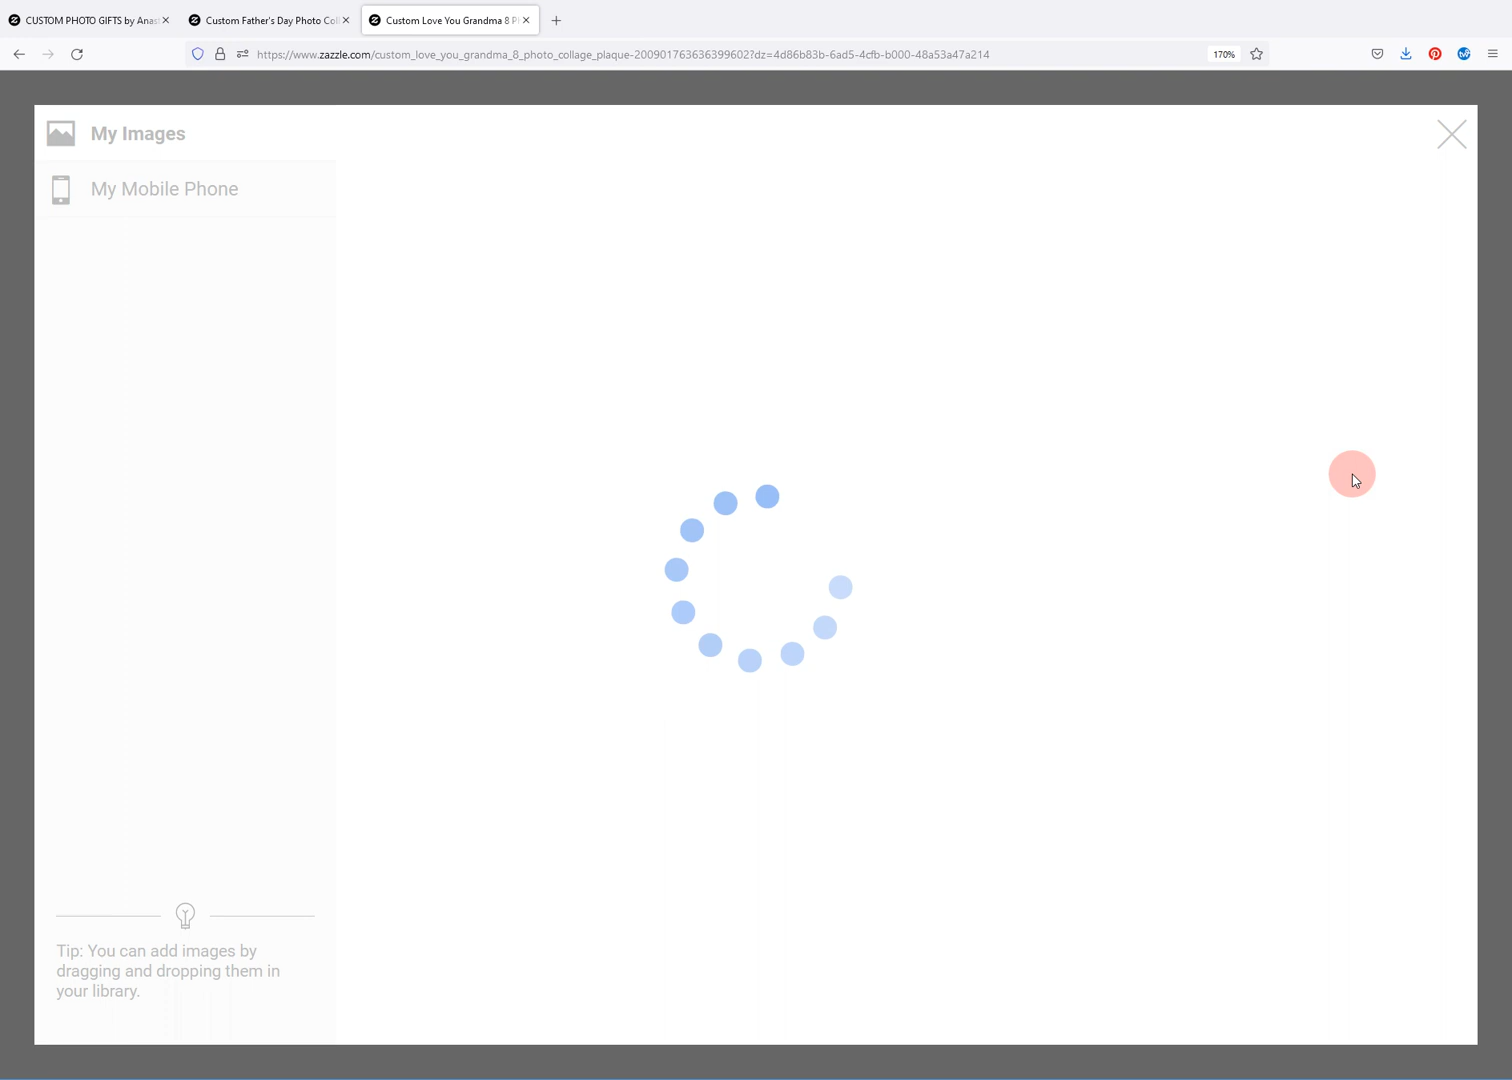 CUSTOM PHOTO GIFTS by Anast
Custom Father's Day Photo Coll
Custom Love You Grandma 8 P
https://www.zazzle.com/custom_love_you_grandma_8_photo_collage_plaque-200901763636399602?dz=4d86b83b-6ad5-4cfb-b000-48a53a47a214
170%
My Images
My Mobile Phone
Tip: You can add images by
dragging and dropping them in
your library.